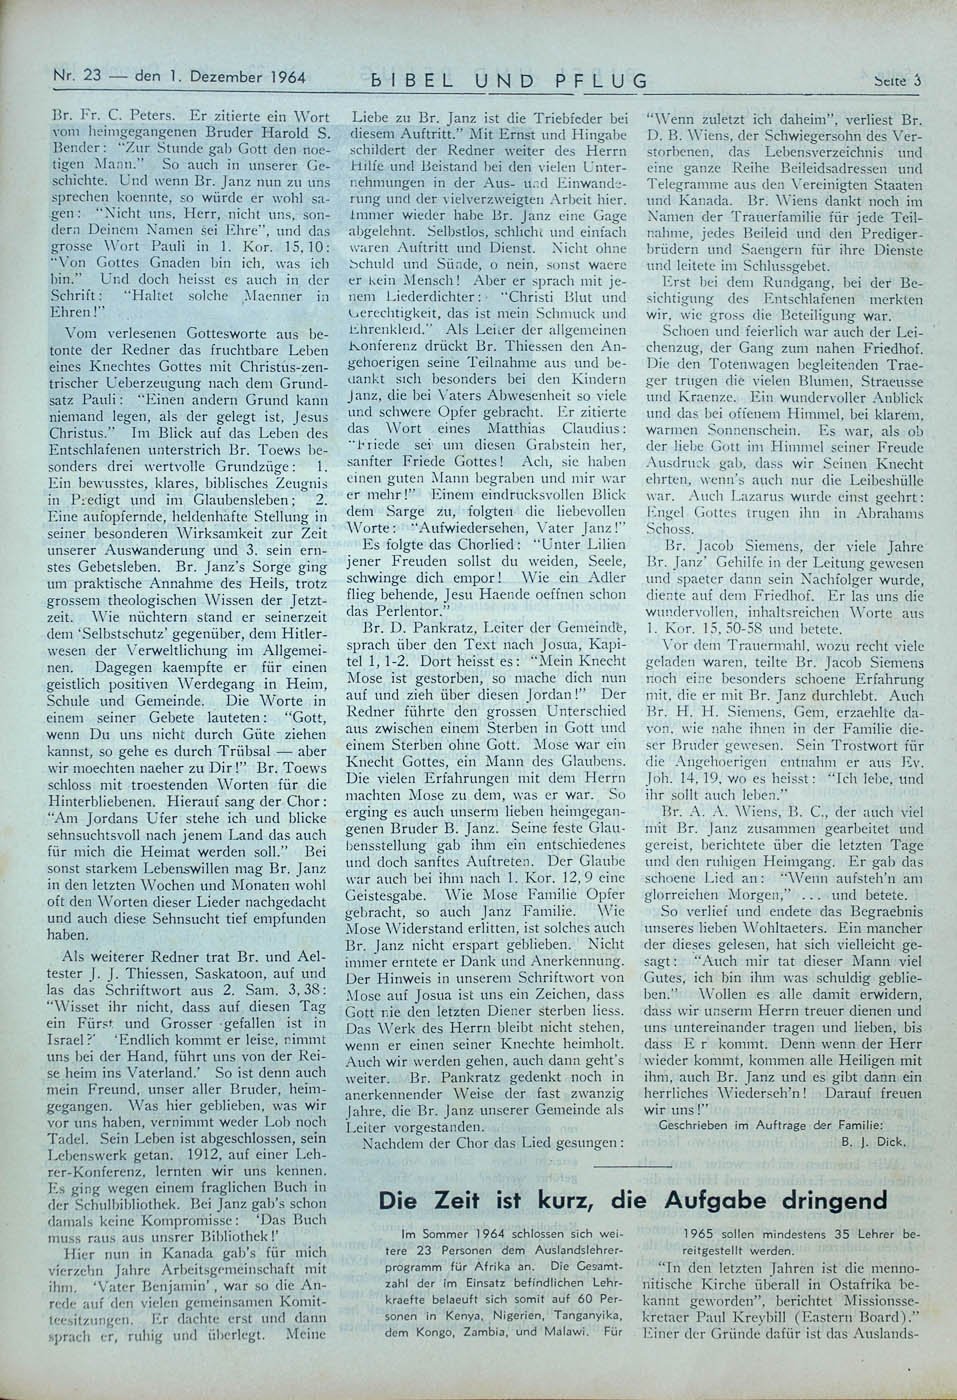 Nr. 23 — den 1. Dezember 1964
BIBEL UND PFLUG
Seite 3
Br. Fr. C. Peters. Er zitierte ein Wort
vom heimgegangenen Bruder Harold S.
Bender: “Zur Stunde gab Gott den noe-
tigen Mann.” So auch in unserer Ge-
schichte. Und wenn Br. Janz nun zu uns
sprechen koennte, so würde er wohl sa-
gen: “Nicht uns, Herr, nicht uns, son-
dern Deinem Namen sei Ehre”, und das
grosse Wort Pauli in 1. Kor. 15,10:
“Von Gottes Gnaden bin ich, was ich
bin.” Und doch heisst es auch in der
Schrift: “Haltet solche Maenner in
Ehren!”
Vom verlesenen Gottesworte aus be-
tonte der Redner das fruchtbare Leben
eines Knechtes Gottes mit Christus-zen-
trischer Ueberzeugung nach dem Grund-
satz Pauli: “Einen andern Grund kann
niemand legen, als der gelegt ist, Jesus
Christus.” Im Blick auf das Leben des
Entschlafenen unterstrich Br. Toews be-
sonders drei wertvolle Grundzüge: 1.
Ein bewusstes, klares, biblisches Zeugnis
in Predigt und im Glaubensleben; 2.
Eine aufopfernde, heldenhafte Stellung in
seiner besonderen Wirksamkeit zur Zeit
unserer Auswanderung und 3. sein ern-
stes Gebetsleben. Br. Janz’s Sorge ging
um praktische Annahme des Heils, trotz
grossem theologischen Wissen der Jetzt-
zeit. Wie nüchtern stand er seinerzeit
dem ‘Selbstschutz’ gegenüber, dem Hitler-
wesen der Verweltlichung im Allgemei-
nen. Dagegen kaempfte er für einen
geistlich positiven Werdegang in Heim,
Schule und Gemeinde. Die Worte in
einem seiner Gebete lauteten: “Gott,
wenn Du uns nicht durch Güte ziehen
kannst, so gehe es durch Trübsal — aber
wir moechten naeher zu Dir!” Br. Toews
schloss mit troestenden Worten für die
Hinterbliebenen. Hierauf sang der Chor:
“Am Jordans Ufer stehe ich und blicke
sehnsuchtsvoll nach jenem Land das auch
für mich die Heimat werden soll.” Bei
sonst starkem Lebenswillen mag Br. Janz
in den letzten Wochen und Monaten wohl
oft den Worten dieser Lieder nachgedacht
und auch diese Sehnsucht tief empfunden
haben.
Als weiterer Redner trat Br. und Ael-
tester J. J. Thiessen, Saskatoon, auf und
las das Schriftwort aus 2. Sam. 3,38:
“Wisset ihr nicht, dass auf diesen Tag
ein Fürst und Grosser gefallen ist in
Israel?’ ‘Endlich kommt er leise, nimmt
uns bei der Hand, führt uns von der Rei-
se heim ins Vaterland.’ So ist denn auch
mein Freund, unser aller Bruder, heim-
gegangen. Was hier geblieben, was wir
vor uns haben, vernimmt weder Lob noch
Tadel. Sein Leben ist abgeschlossen, sein
Lebenswerk getan. 1912, auf einer Leh-
rer-Konferenz, lernten wir uns kennen.
Es ging wegen einem fraglichen Buch in
der Schulbibliothek. Bei Janz gab’s schon
damals keine Kompromisse: ‘Das Buch
muss raus aus unsrer Bibliothek!’
Hier nun in Kanada gab’s für mich
vierzehn Jahre Arbeitsgemeinschaft mit
ihm. ‘Vater Benjamin’, war so die An-
rede auf den vielen gemeinsamen Komit-
teesitzungen. Er dachte erst und dann
sprach er, ruhig und überlegt. Meine
Liebe zu Br. Janz ist die Triebfeder bei
diesem Auftritt.” Mit Ernst und Hingabe
schildert der Redner weiter des Herrn
Hilfe und Beistand bei den vielen Unter-
nehmungen in der Aus- und Einwande-
rung und der vielverzweigten Arbeit hier.
Immer wieder habe Br. Janz eine Gage
abgelehnt. Selbstlos, schlicht und einfach
waren Auftritt und Dienst. Nicht ohne
Schuld und Sünde, o nein, sonst waere
er kein Mensch! Aber er sprach mit je-
nem Liederdichter: “Christi Blut und
Gerechtigkeit, das ist mein Schmuck und
Ehrenkleid.” Als Leiter der allgemeinen
Konferenz drückt Br. Thiessen den An-
gehoerigen seine Teilnahme aus und be-
dankt sich besonders bei den Kindern
Janz, die bei Vaters Abwesenheit so viele
und schwere Opfer gebracht. Er zitierte
das Wort eines Matthias Claudius:
“Friede sei um diesen Grabstein her,
sanfter Friede Gottes! Ach, sie haben
einen guten Mann begraben und mir war
er mehr!” Einem eindrucksvollen Blick
dem Sarge zu, folgten die liebevollen
Worte: “Aufwiedersehen, Vater Janz!”
Es folgte das Chorlied: “Unter Lilien
jener Freuden sollst du weiden, Seele,
schwinge dich empor! Wie ein Adler
flieg behende, Jesu Haende oeffnen schon
das Perlentor.”
Br. D. Pankratz, Leiter der Gemeinde,
sprach über den Text nach Josua, Kapi-
tel 1, 1-2. Dort heisst es: “Mein Knecht
Mose ist gestorben, so mache dich nun
auf und zieh über diesen Jordan!” Der
Redner führte den grossen Unterschied
aus zwischen einem Sterben in Gott und
einem Sterben ohne Gott. Mose war ein
Knecht Gottes, ein Mann des Glaubens.
Die vielen Erfahrungen mit dem Herrn
machten Mose zu dem, was er war. So
erging es auch unserm lieben heimgegan-
genen Bruder B. Janz. Seine feste Glau-
bensstellung gab ihm ein entschiedenes
und doch sanftes Auftreten. Der Glaube
war auch bei ihm nach 1. Kor. 12, 9 eine
Geistesgabe. Wie Mose Familie Opfer
gebracht, so auch Janz Familie. Wie
Mose Widerstand erlitten, ist solches auch
Br. Janz nicht erspart geblieben. Nicht
immer erntete er Dank und Anerkennung.
Der Hinweis in unserem Schriftwort von
Mose auf Josua ist uns ein Zeichen, dass
Gott nie den letzten Diener sterben liess.
Das Werk des Herrn bleibt nicht stehen,
wenn er einen seiner Knechte heimholt.
Auch wir werden gehen, auch dann geht’s
weiter. Br. Pankratz gedenkt noch in
anerkennender Weise der fast zwanzig
Jahre, die Br. Janz unserer Gemeinde als
Leiter vorgestanden.
Nachdem der Chor das Lied gesungen:
“Wenn zuletzt ich daheim”, verliest Br.
D. B. Wiens, der Schwiegersohn des Ver-
storbenen, das Lebensverzeichnis und
eine ganze Reihe Beileidsadressen und
Telegramme aus den Vereinigten Staaten
und Kanada. Br. Wiens dankt noch im
Namen der Trauerfamilie für jede Teil-
nahme, jedes Beileid und den Prediger-
brüdern und Saengern für ihre Dienste
und leitete im Schlussgebet.
Erst bei dem Rundgang, bei der Be-
sichtigung des Entschlafenen merkten
wir, wie gross die Beteiligung war.
Schoen und feierlich war auch der Lei-
chenzug, der Gang zum nahen Friedhof.
Die den Totenwagen begleitenden Trae-
ger trugen die vielen Blumen, Straeusse
und Kraenze. Ein wundervoller Anblick
und das bei offenem Himmel, bei klarem,
warmen Sonnenschein. Es war, als ob
der liebe Gott im Himmel seiner Freude
Ausdruck gab, dass wir Seinen Knecht
ehrten, wenn’s auch nur die Leibeshülle
war. Auch Lazarus wurde einst geehrt:
Engel Gottes trugen ihn in Abrahams
Schoss.
Br. Jacob Siemens, der viele Jahre
Br. Janz’ Gehilfe in der Leitung gewesen
und spaeter dann sein Nachfolger wurde,
diente auf dem Friedhof. Er las uns die
wundervollen, inhaltsreichen Worte aus
1. Kor. 15, 50-58 und betete.
Vor dem Trauermahl, wozu recht viele
geladen waren, teilte Br. Jacob Siemens
noch eine besonders schoene Erfahrung
mit, die er mit Br. Janz durchlebt. Auch
Br. H. H. Siemens, Gem, erzaehlte da-
von, wie nahe ihnen in der Familie die-
ser Bruder gewesen. Sein Trostwort für
die Angehoerigen entnahm er aus Ev.
Joh. 14, 19, wo es heisst: “Ich lebe, und
ihr sollt auch leben.”
Br. A. A. Wiens, B. C., der auch viel
mit Br. Janz zusammen gearbeitet und
gereist, berichtete über die letzten Tage
und den ruhigen Heimgang. Er gab das
schoene Lied an: “Wenn aufsteh’n am
glorreichen Morgen,” ... und betete.
So verlief und endete das Begraebnis
unseres lieben Wohltaeters. Ein mancher
der dieses gelesen, hat sich vielleicht ge-
sagt: “Auch mir tat dieser Mann viel
Gutes, ich bin ihm was schuldig geblie-
ben.” Wollen es alle damit erwidern,
dass wir unserm Herrn treuer dienen und
uns untereinander tragen und lieben, bis
dass E r kommt. Denn wenn der Herr
wieder kommt, kommen alle Heiligen mit
ihm, auch Br. Janz und es gibt dann ein
herrliches Wiederseh’n! Darauf freuen
wir uns!”
Geschrieben im Auftrage der Familie:
B. J. Dick.
Die Zeit ist kurz, die Aufgabe dringend
Im Sommer 1964 schlossen sich wei-
tere 23 Personen dem Auslandslehrer-
programm für Afrika an. Die Gesamt-
zahl der im Einsatz befindlichen Lehr-
kraefte belaeuft sich somit auf 60 Per-
sonen in Kenya, Nigerien, Tanganyika,
dem Kongo, Zambia, und Malawi. Für
1965 sollen mindestens 35 Lehrer be-
reitgestellt werden.
“In den letzten Jahren ist die menno-
nitische Kirche überall in Ostafrika be-
kannt geworden”, berichtet Missionsse-
kretaer Paul Kreybill (Eastern Board).”
Einer der Gründe dafür ist das Auslands-